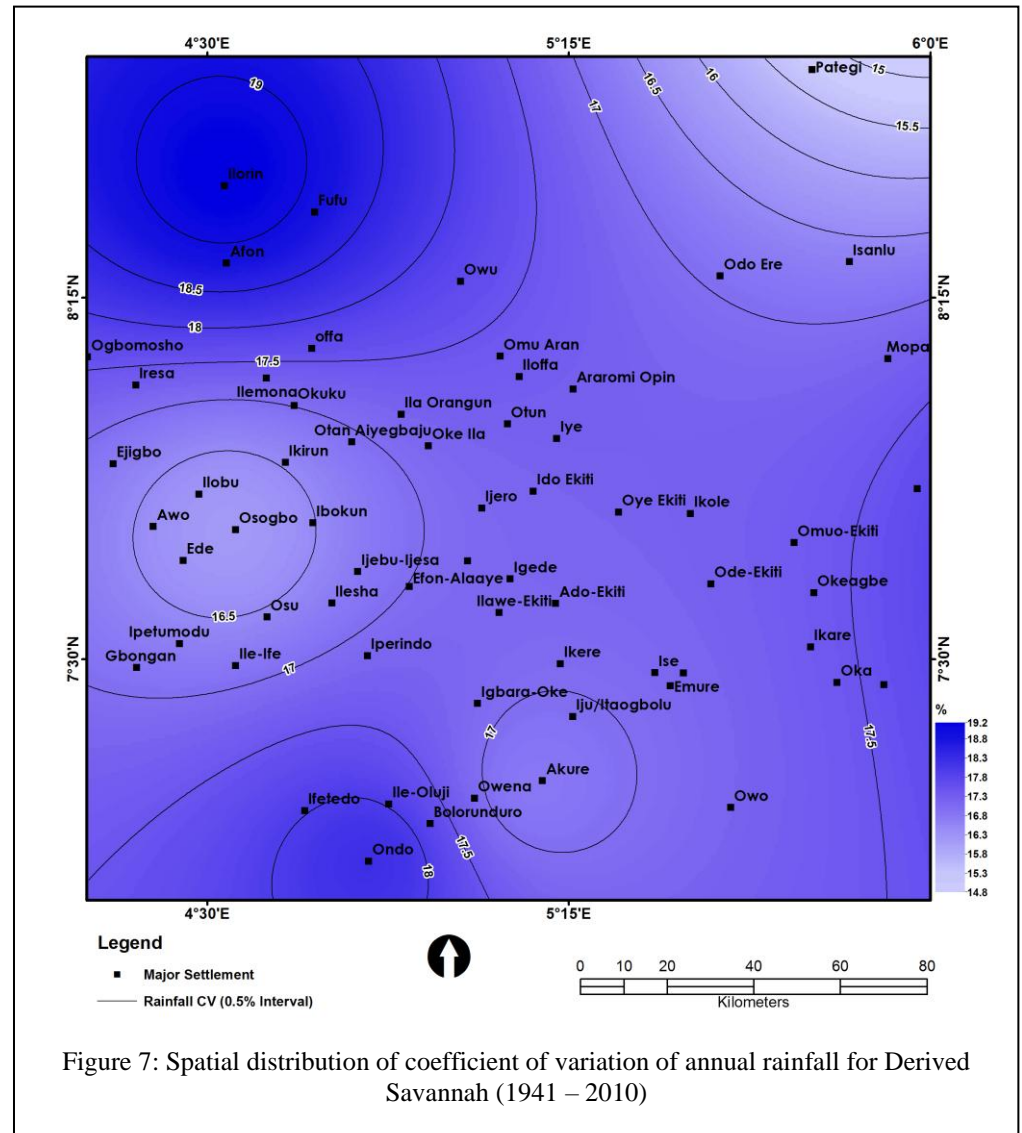 4°30'E 5°15'E 6°0'E
19 Pategi 15
16.5 16
17
15.5
Ilorin
Fufu
Afon Isanlu
Odo Ere
Owu
18.5
8°15'N 8°15'N
18
offa
Ogbomosho Omu Aran Mopa
17.5
Iresa Iloffa
Araromi Opin
Ilemona Okuku
Ila Orangun
Otun
Otan Aiyegbaju Oke Ila Iye
Ejigbo Ikirun
Ilobu Ido Ekiti
Ijero Oye Ekiti Ikole
Awo Osogbo Ibokun
Omuo-Ekiti
Ede
Ijebu-Ijesa Igede
Efon-Alaaye Ode-Ekiti Okeagbe
Ilesha Ilawe-Ekiti Ado-Ekiti
16.5 Osu
Ipetumodu Ikare
7°30'N 7°30'N
Gbongan Ile-Ife Iperindo Ikere
17 Ise Oka
Emure
Igbara-Oke
Iju/Itaogbolu
17 %
17.5
19.2
18.8
18.3
17.8
17.3
16.8
16.3
15.8
15.3
14.8
Akure
Ifetedo Ile-Oluji Owena Owo
Bolorunduro
17.5
Ondo
18
4°30'E 5°15'E 6°0'E
Legend
Major Settlement
Rainfall CV (0.5% Interval)
0 10 20 40 60 80
Kilometers
Figure 7: Spatial distribution of coefficient of variation of annual rainfall for Derived
Savannah (1941 – 2010)